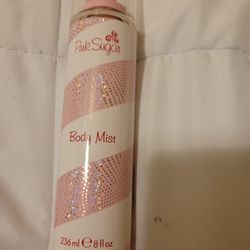 Pink Sugar
Body Mist
236 ml ℮ 8 fl oz